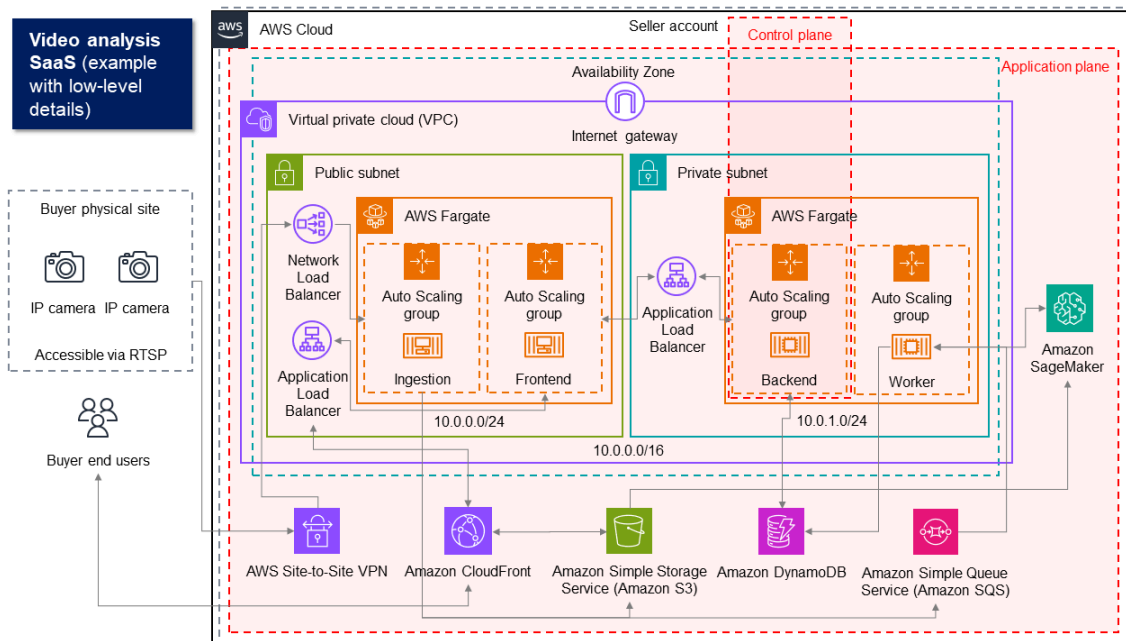 Video analysis
SaaS (example
with low-level
details)
aws
AWS Cloud
Seller account
Control plane
Application plane
Availability Zone
Internet gateway
Virtual private cloud (VPC)
Public subnet
Private subnet
AWS Fargate
AWS Fargate
Buyer physical site
IP camera
IP camera
Accessible via RTSP
Buyer end users
Network
Load
Balancer
Application
Load
Balancer
Auto Scaling
group
Ingestion
Auto Scaling
group
Frontend
10.0.0.0/24
Application
Load
Balancer
Auto Scaling
group
Backend
Auto Scaling
group
Worker
10.0.1.0/24
10.0.0.0/16
Amazon
SageMaker
AWS Site-to-Site VPN
Amazon CloudFront
Amazon Simple Storage
Service (Amazon S3)
Amazon DynamoDB
Amazon Simple Queue
Service (Amazon SQS)